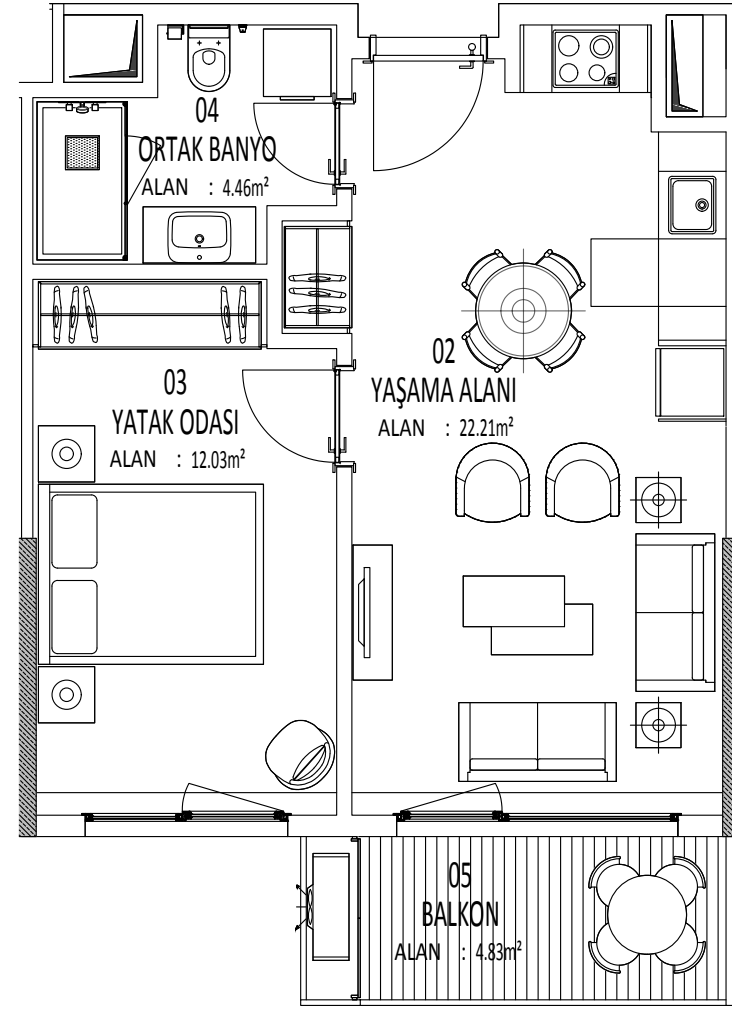 04
ORTAK BANYO
ALAN : 4.46m²
02
YAŞAMA ALANI
ALAN : 22.21m²
03
YATAK ODASI
ALAN : 12.03m²
05
BALKON
ALAN : 4.83m²